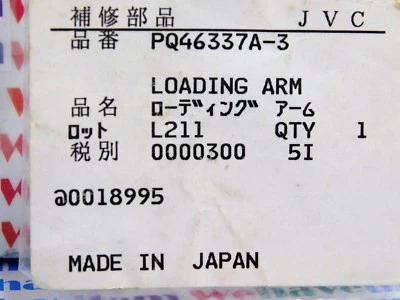 補修部品 JVC
品番 PQ46337A-3
LOADING ARM
品名 ﾛｰﾃﾞｨﾝｸﾞ ｱｰﾑ
ロット L211 QTY 1
税別 0000300 5I
@0018995
MADE IN JAPAN